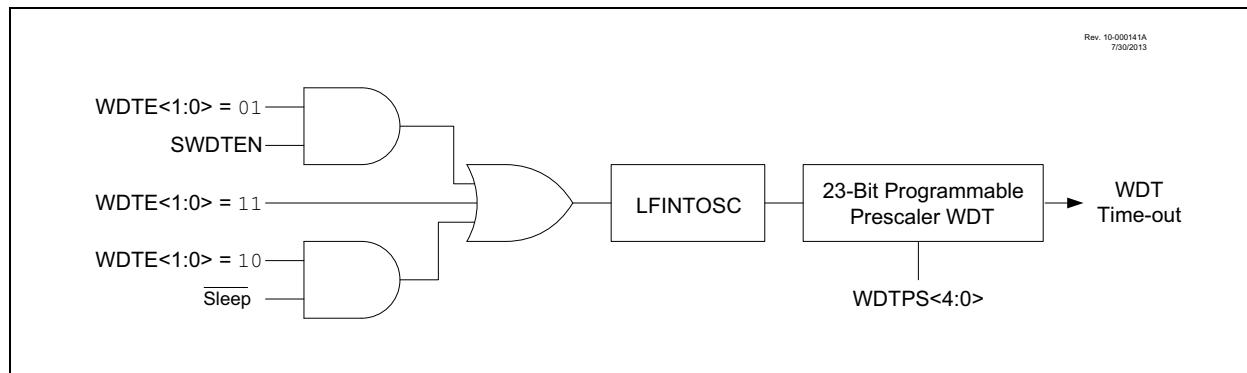 Rev. 10-000141A
7/30/2013
WDTE<1:0> = 01
SWDTEN
WDTE<1:0> = 11
WDTE<1:0> = 10
Sleep
LFINTOSC
23-Bit Programmable
Prescaler WDT
WDT
Time-out
WDTPS<4:0>